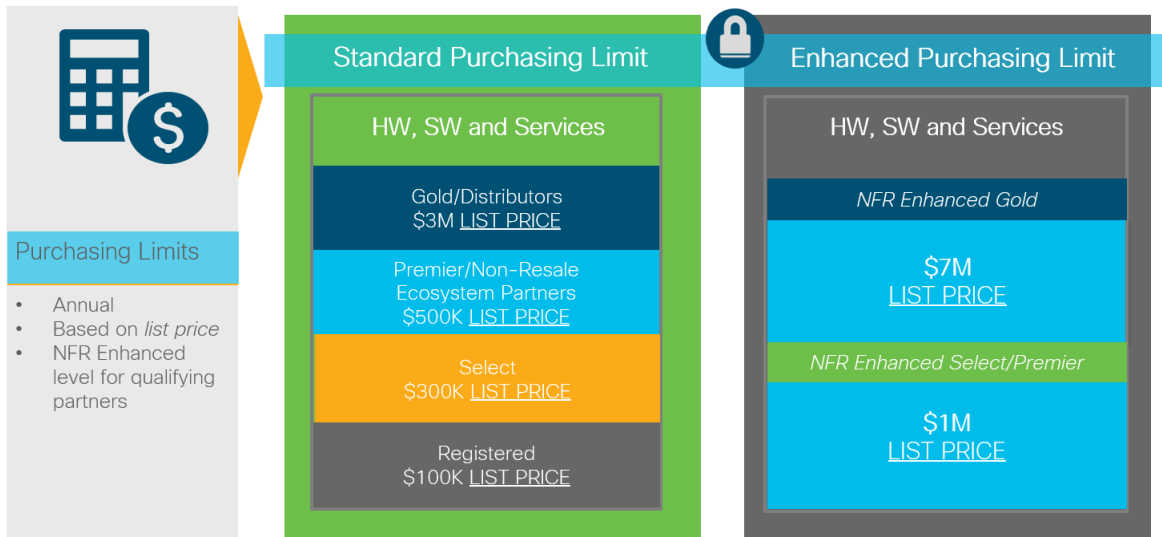 $
Purchasing Limits
• Annual
• Based on list price
• NFR Enhanced
level for qualifying
partners
Standard Purchasing Limit
HW, SW and Services
Gold/Distributors
$3M LIST PRICE
Premier/Non-Resale
Ecosystem Partners
$500K LIST PRICE
Select
$300K LIST PRICE
Registered
$100K LIST PRICE
Enhanced Purchasing Limit
HW, SW and Services
NFR Enhanced Gold
$7M
LIST PRICE
NFR Enhanced Select/Premier
$1M
LIST PRICE